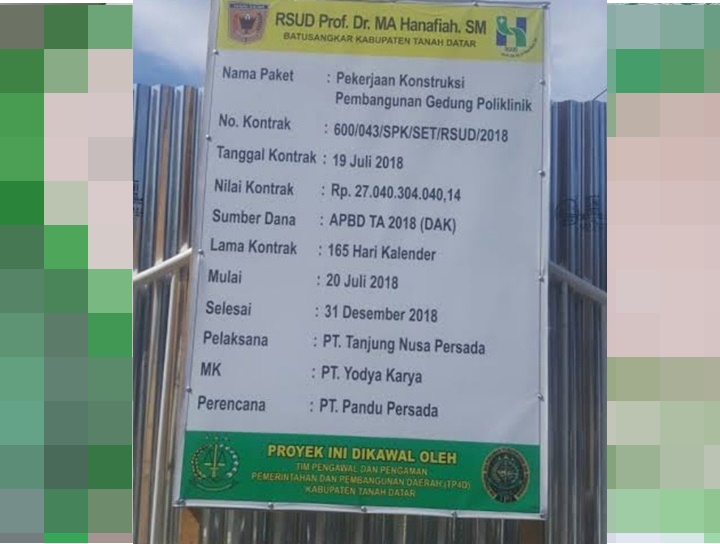 RSUD Prof. Dr. MA Hanafiah. SM
BATUSANGKAR KABUPATEN TANAH DATAR
Nama Paket : Pekerjaan Konstruksi
Pembangunan Gedung Poliklinik
No. Kontrak : 600/043/SPK/SET/RSUD/2018
Tanggal Kontrak : 19 Juli 2018
Nilai Kontrak : Rp. 27.040.304.040,14
Sumber Dana : APBD TA 2018 (DAK)
Lama Kontrak : 165 Hari Kalender
Mulai : 20 Juli 2018
Selesai : 31 Desember 2018
Pelaksana : PT. Tanjung Nusa Persada
MK : PT. Yodya Karya
Perencana : PT. Pandu Persada
PROYEK INI DIKAWAL OLEH
TIM PENGAWAL DAN PENGAMAN
PEMERINTAHAN DAN PEMBANGUNAN DAERAH (TP4D)
KABUPATEN TANAH DATAR